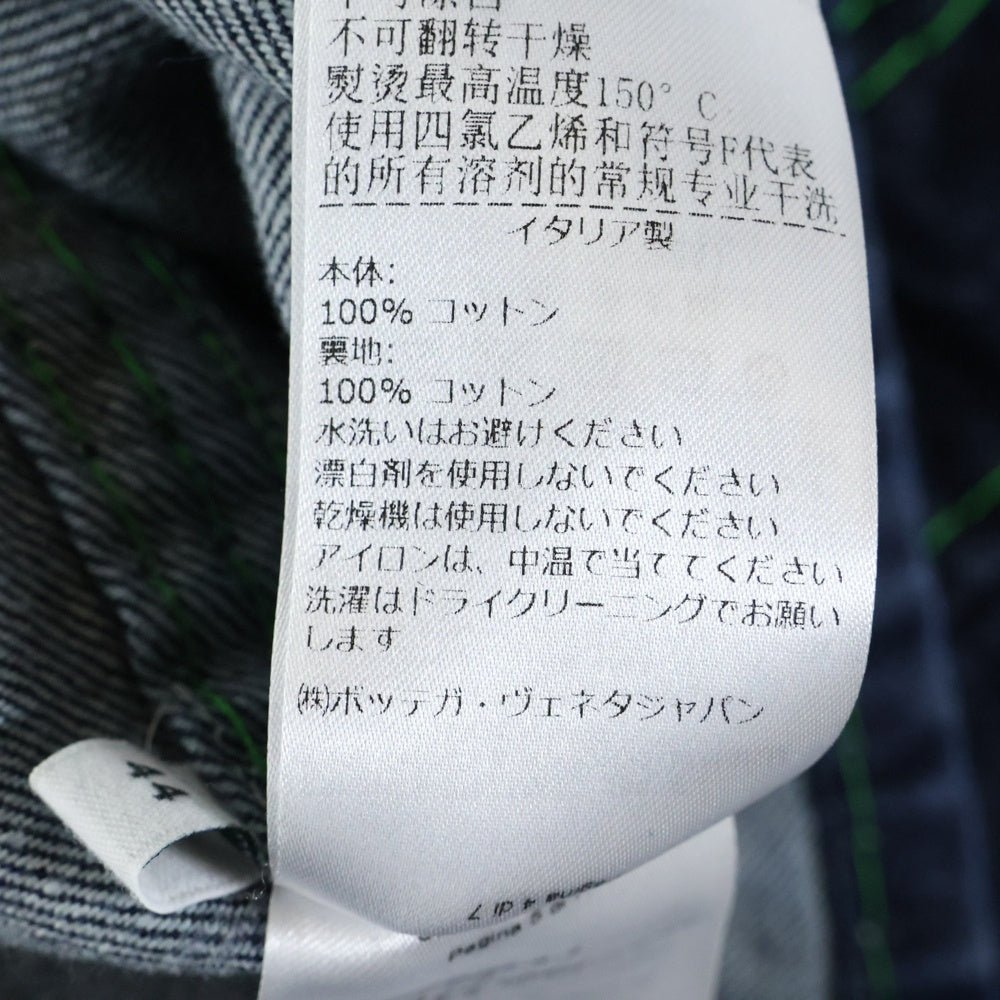 不可翻转干燥
熨烫最高温度150° C
使用四氯乙烯和符号F代表
的所有溶剂的常规专业干洗
イタリア製
本体:
100% コットン
裏地:
100% コットン
水洗いはお避けください
漂白剤を使用しないでください
乾燥機は使用しないでください
アイロンは、中温で当ててください
洗濯はドライクリーニングでお願い
します
㈱ボッテガ・ヴェネタジャパン
44
pagina 4 di 7
pagina 5 di